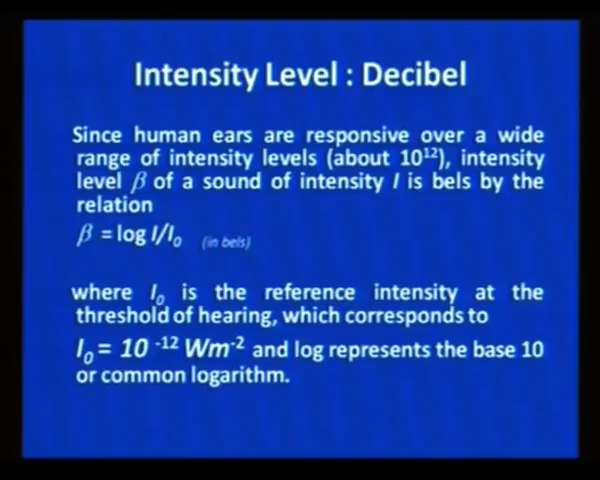 Intensity Level : Decibel
Since human ears are responsive over a wide
range of intensity levels (about 10¹²), intensity
level β of a sound of intensity I is bels by the
relation
β = log I/I₀ (in bels)
where I₀ is the reference intensity at the
threshold of hearing, which corresponds to
I₀ = 10 ⁻¹² Wm⁻² and log represents the base 10
or common logarithm.